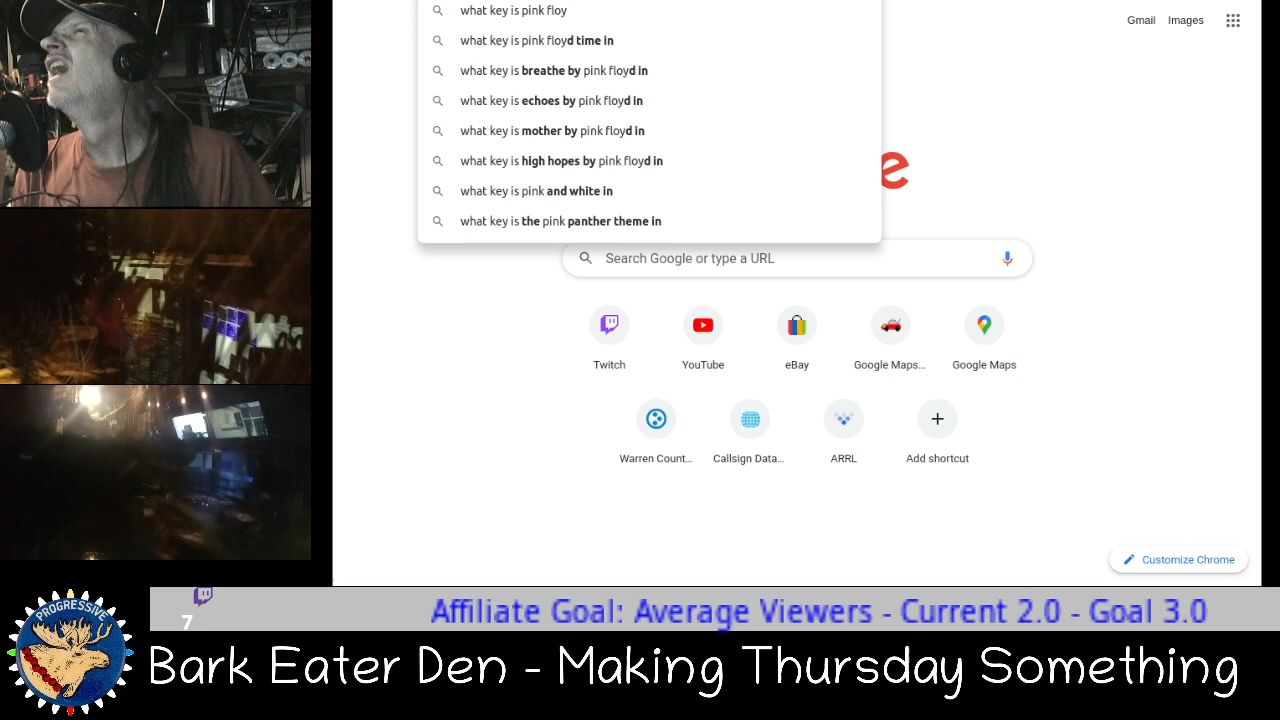 what key is pink floy
what key is pink floyd time in
what key is breathe by pink floyd in
what key is echoes by pink floyd in
what key is mother by pink floyd in
what key is high hopes by pink floyd in
what key is pink and white in
what key is the pink panther theme in
Gmail Images
e
Search Google or type a URL
Twitch YouTube eBay Google Maps... Google Maps
Warren Count... Callsign Data... ARRL Add shortcut
Customize Chrome
7
Affiliate Goal: Average Viewers - Current 2.0 - Goal 3.0
PROGRESSIVE
Bark Eater Den - Making Thursday Something